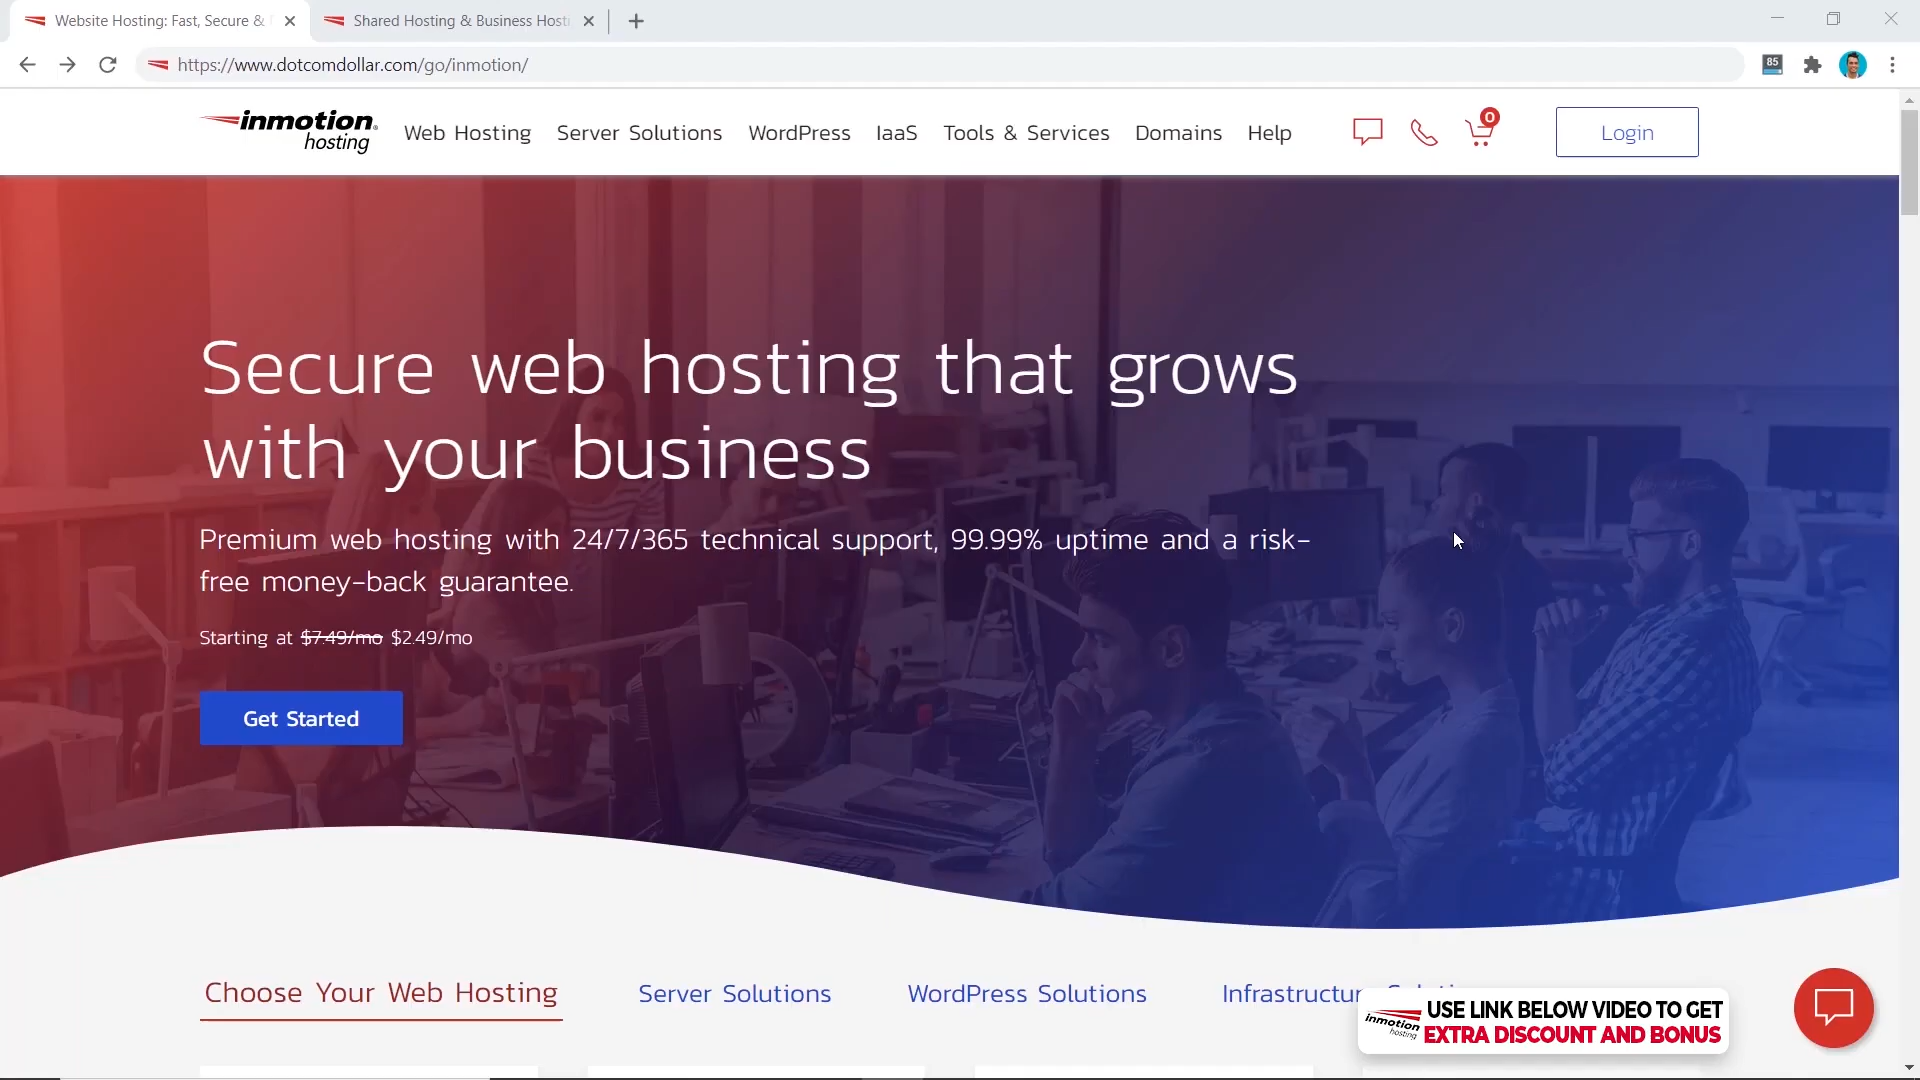 Website Hosting: Fast, Secure &
Shared Hosting & Business Host
https://www.dotcomdollar.com/go/inmotion/
85
inmotion
hosting
Web Hosting
Server Solutions
WordPress
IaaS
Tools & Services
Domains
Help
0
Login
Secure web hosting that grows
with your business
Premium web hosting with 24/7/365 technical support, 99.99% uptime and a risk-
free money-back guarantee.
Starting at $7.49/mo $2.49/mo
Get Started
Choose Your Web Hosting
Server Solutions
WordPress Solutions
Infrastructur
inmotion
hosting
USE LINK BELOW VIDEO TO GET
EXTRA DISCOUNT AND BONUS